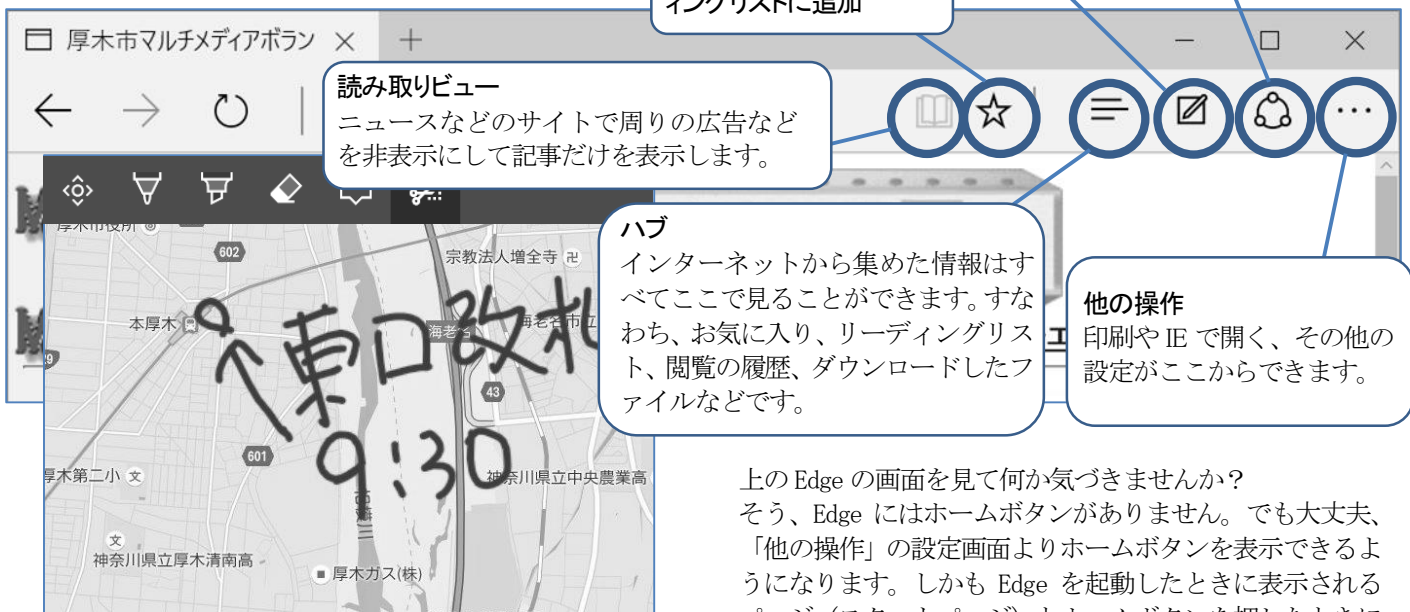 ィングリストに追加
厚木市マルチメディアボラン
読み取りビュー
ニュースなどのサイトで周りの広告など
を非表示にして記事だけを表示します。
ハブ
インターネットから集めた情報はす
べてここで見ることができます。すな
わち、お気に入り、リーディングリス
ト、閲覧の履歴、ダウンロードしたフ
ァイルなどです。
他の操作
印刷や IE で開く、その他の
設定がここからできます。
厚木市役所
602
宗教法人増全寺
本厚木
海老名
海老名市立
東口改札
9:30
43
601
厚木第二小 文
神奈川県立中央農業高
文
神奈川県立厚木清南高
厚木ガス(株)
上の Edge の画面を見て何か気づきませんか?
そう、Edge にはホームボタンがありません。でも大丈夫、
「他の操作」の設定画面よりホームボタンを表示できるよ
うになります。しかも Edge を起動したときに表示される